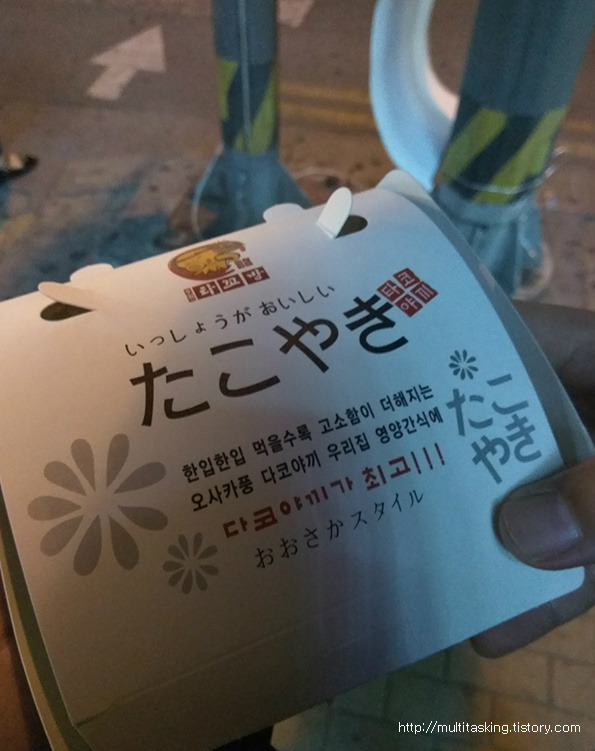 타코방
いっしょうが おいしい
たこやき
한입한입 먹을수록 고소함이 더해지는
오사카풍 다코야끼 우리집 영양간식에
다코야끼가 최고!!!
おおさかスタイル
たこ
やき
http://multitasking.tistory.com